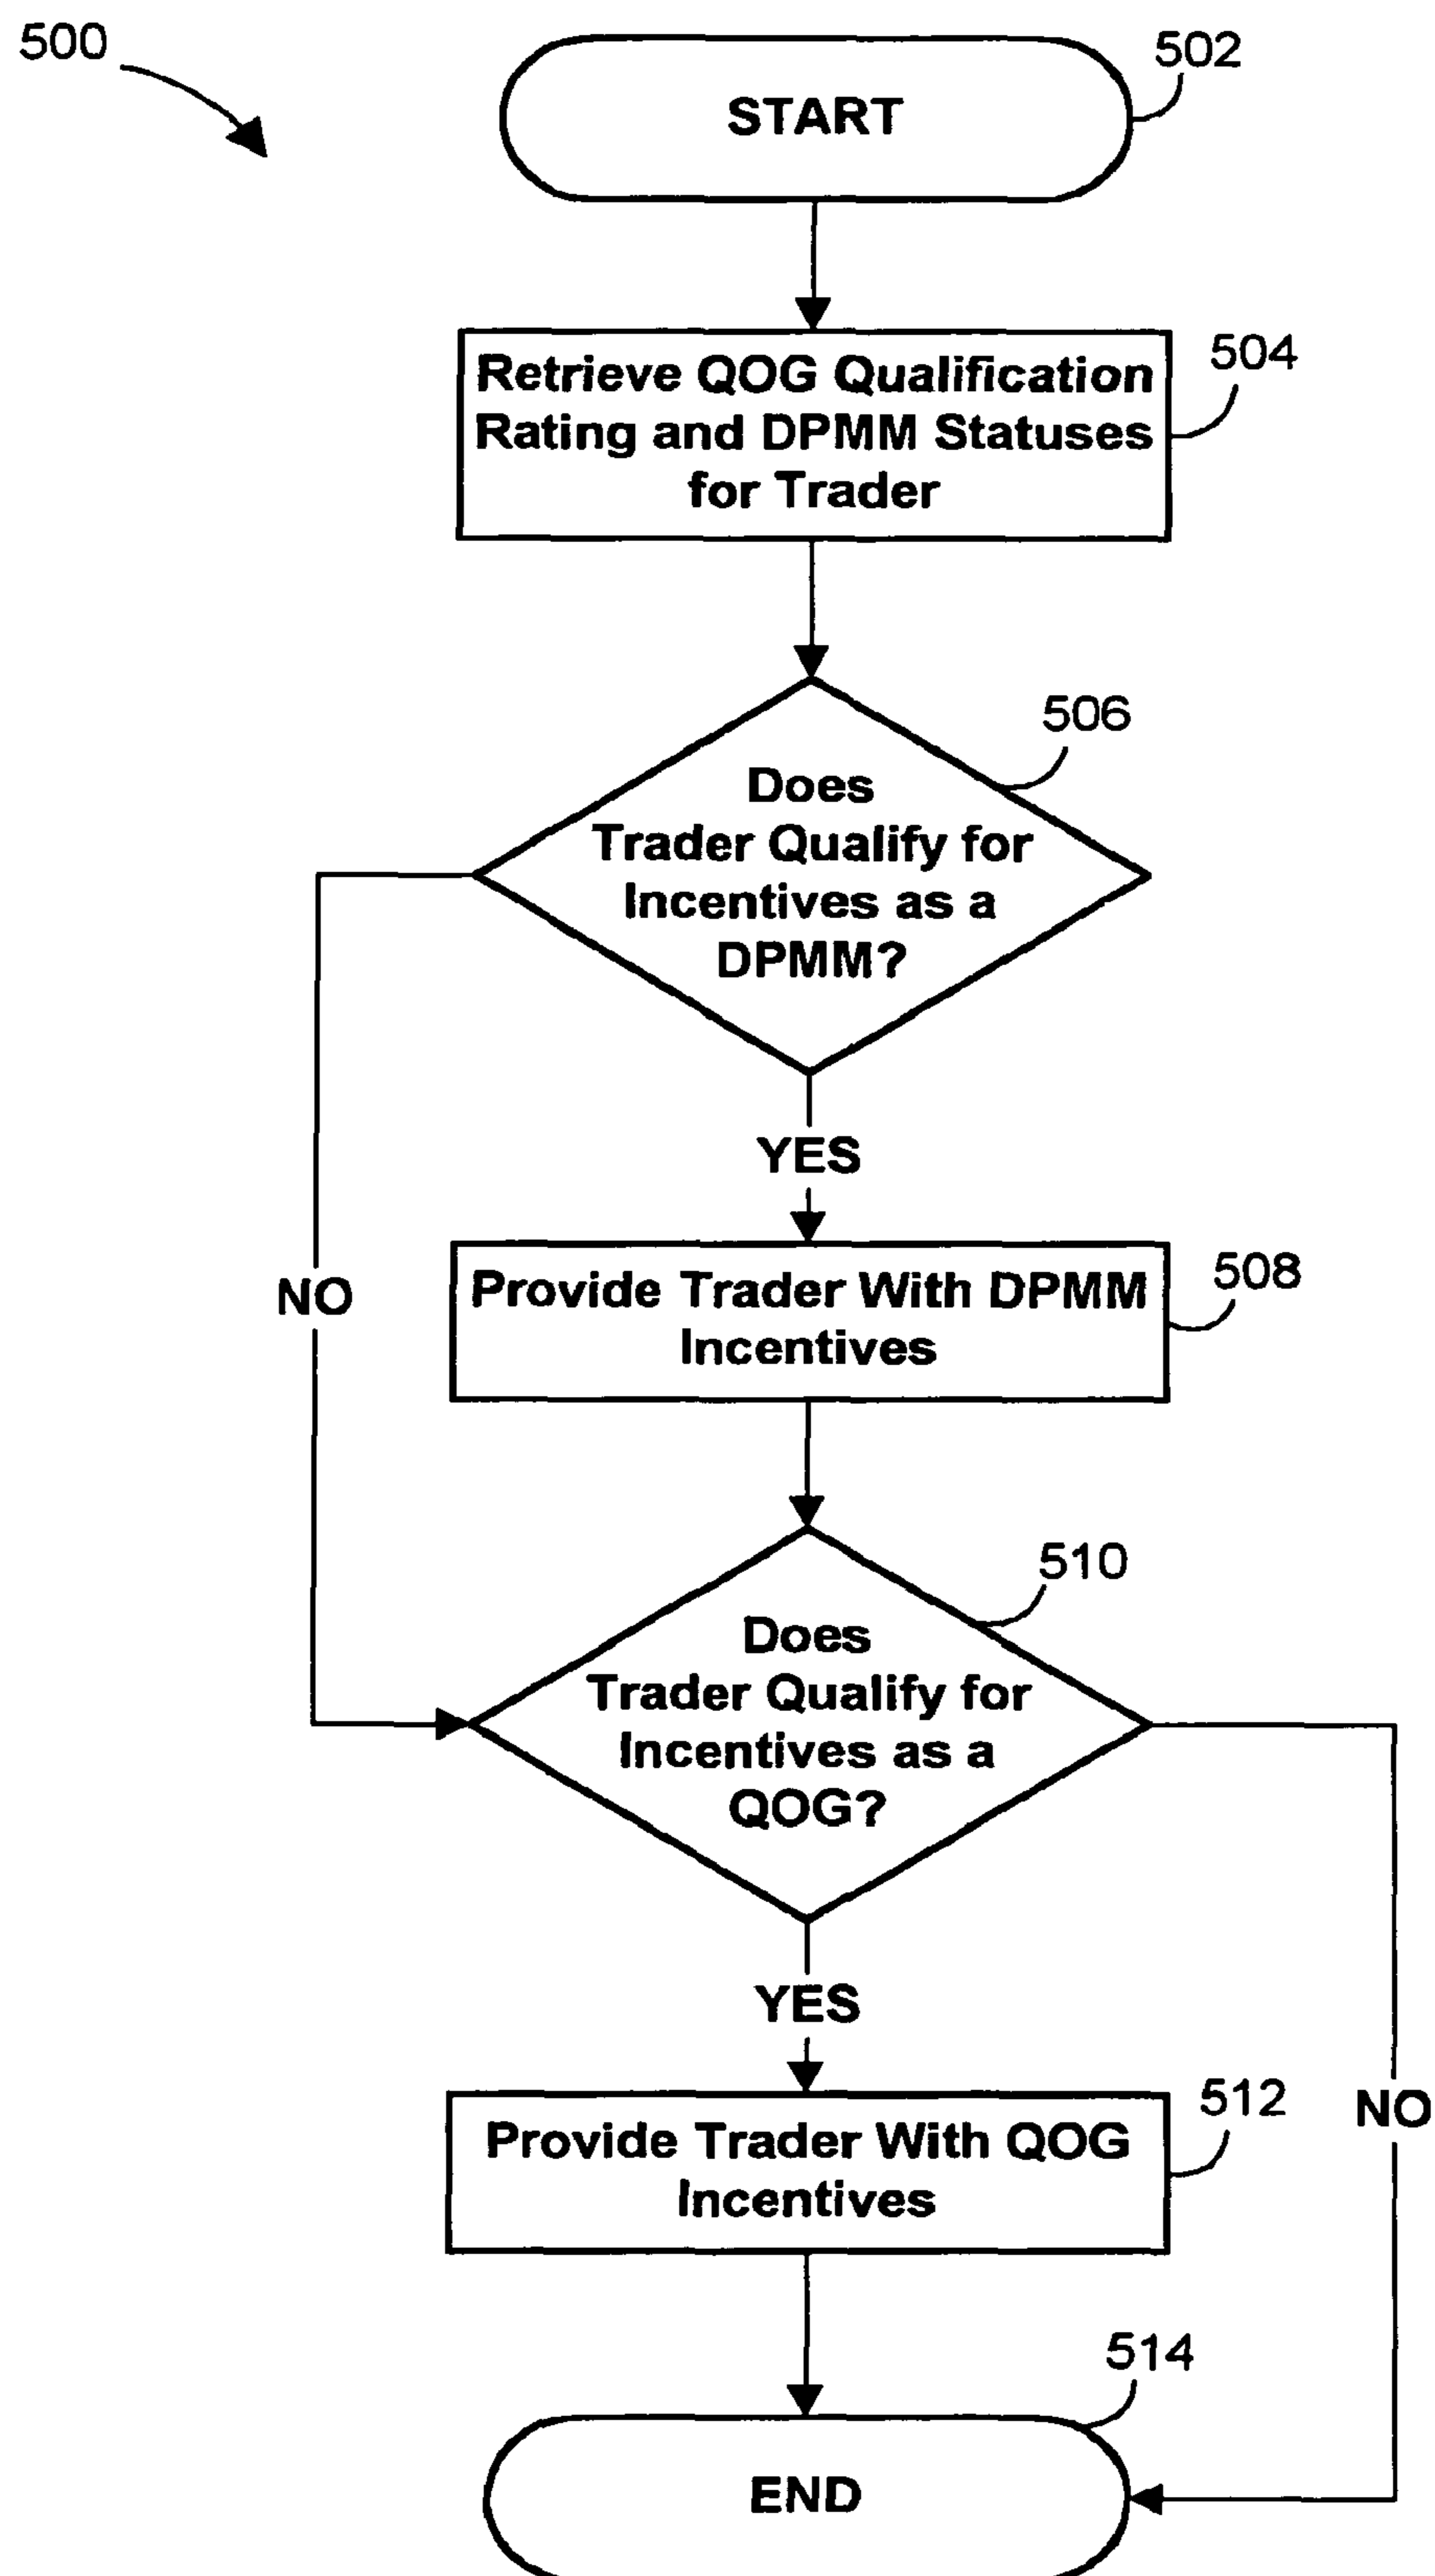 500
502
START
504
Retrieve QOG Qualification
Rating and DPMM Statuses
for Trader
506
Does
Trader Qualify for
Incentives as a
DPMM?
YES
NO
508
Provide Trader With DPMM
Incentives
510
Does
Trader Qualify for
Incentives as a
QOG?
YES
NO
512
Provide Trader With QOG
Incentives
514
END